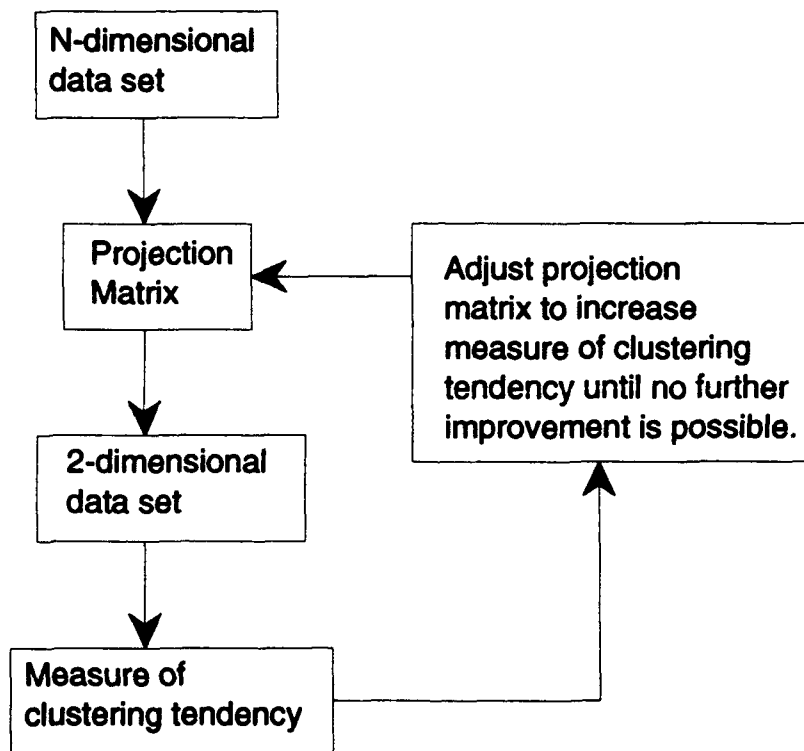 N-dimensional
data set
Projection
Matrix
Adjust projection
matrix to increase
measure of clustering
tendency until no further
improvement is possible.
2-dimensional
data set
Measure of
clustering tendency